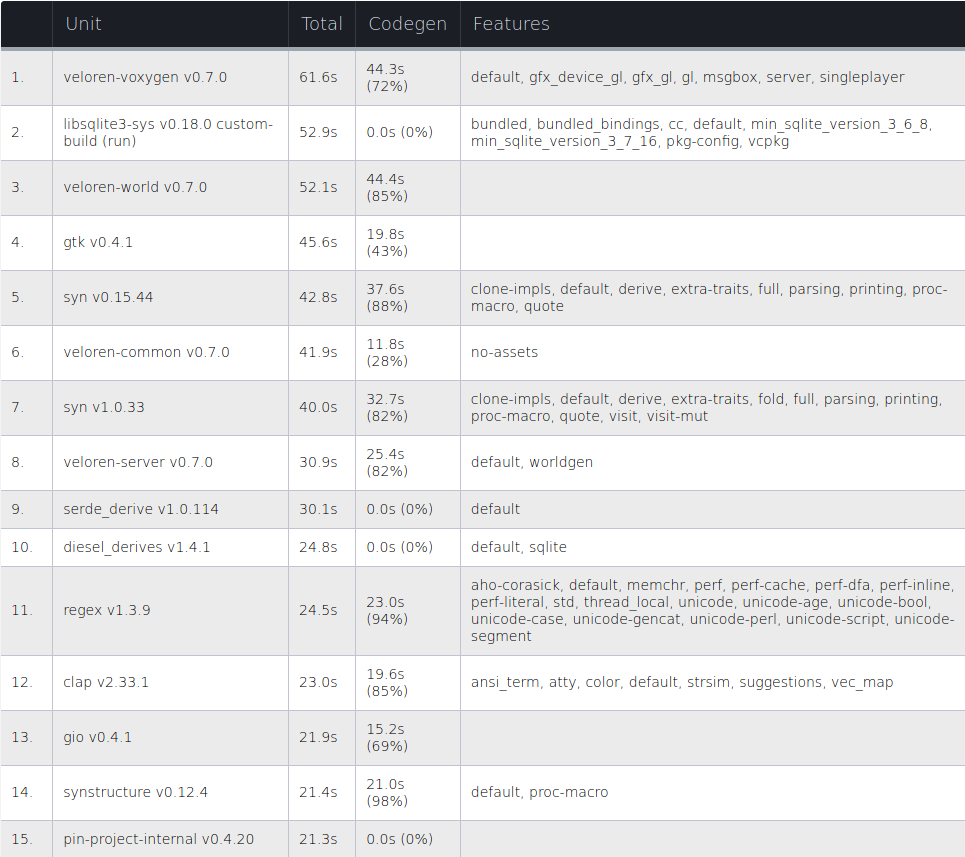 Unit Total Codegen Features
1. veloren-voxygen v0.7.0 61.6s 44.3s (72%) default, gfx_device_gl, gfx_gl, gl, msgbox, server, singleplayer
2. libsqlite3-sys v0.18.0 custom-build (run) 52.9s 0.0s (0%) bundled, bundled_bindings, cc, default, min_sqlite_version_3_6_8, min_sqlite_version_3_7_16, pkg-config, vcpkg
3. veloren-world v0.7.0 52.1s 44.4s (85%)
4. gtk v0.4.1 45.6s 19.8s (43%)
5. syn v0.15.44 42.8s 37.6s (88%) clone-impls, default, derive, extra-traits, full, parsing, printing, proc-macro, quote
6. veloren-common v0.7.0 41.9s 11.8s (28%) no-assets
7. syn v1.0.33 40.0s 32.7s (82%) clone-impls, default, derive, extra-traits, fold, full, parsing, printing, proc-macro, quote, visit, visit-mut
8. veloren-server v0.7.0 30.9s 25.4s (82%) default, worldgen
9. serde_derive v1.0.114 30.1s 0.0s (0%) default
10. diesel_derives v1.4.1 24.8s 0.0s (0%) default, sqlite
11. regex v1.3.9 24.5s 23.0s (94%) aho-corasick, default, memchr, perf, perf-cache, perf-dfa, perf-inline, perf-literal, std, thread_local, unicode, unicode-age, unicode-bool, unicode-case, unicode-gencat, unicode-perl, unicode-script, unicode-segment
12. clap v2.33.1 23.0s 19.6s (85%) ansi_term, atty, color, default, strsim, suggestions, vec_map
13. gio v0.4.1 21.9s 15.2s (69%)
14. synstructure v0.12.4 21.4s 21.0s (98%) default, proc-macro
15. pin-project-internal v0.4.20 21.3s 0.0s (0%)